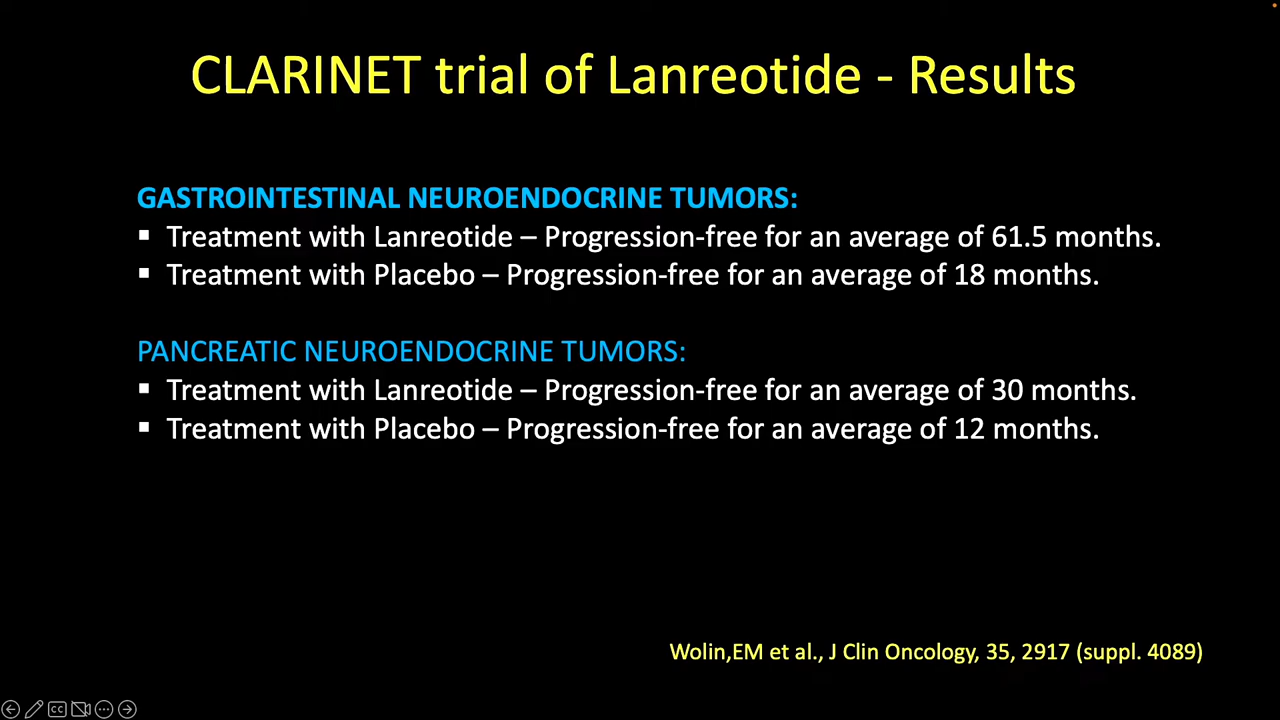 CLARINET trial of Lanreotide - Results
GASTROINTESTINAL NEUROENDOCRINE TUMORS:
▪ Treatment with Lanreotide – Progression-free for an average of 61.5 months.
▪ Treatment with Placebo – Progression-free for an average of 18 months.
PANCREATIC NEUROENDOCRINE TUMORS:
▪ Treatment with Lanreotide – Progression-free for an average of 30 months.
▪ Treatment with Placebo – Progression-free for an average of 12 months.
Wolin,EM et al., J Clin Oncology, 35, 2917 (suppl. 4089)
CC